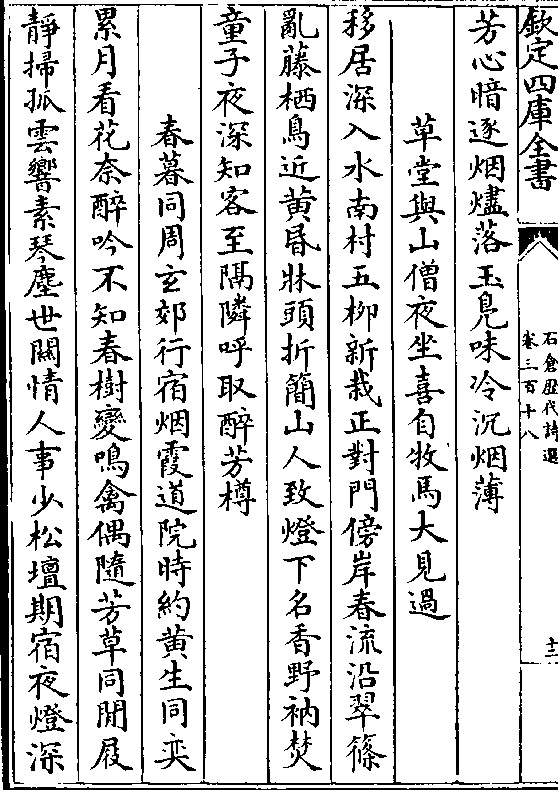 欽定四庫全書
石倉歷代詩選
卷三百十八
十二
芳心暗逐烟燼落玉鳬味冷沉烟薄
草堂與山僧夜坐喜自牧馬大見過
移居深入水南村五柳新栽正對門傍岸春流沿翠篠
亂藤栖鳥近黄昏牀頭折簡山人致燈下名香野衲焚
童子夜深知客至隔隣呼取醉芳樽
春暮同周玄郊行宿烟霞道院時約黄生同奕
累月看花奈醉吟不知春樹變鳴禽偶隨芳草同閒屐
靜掃孤雲響素琴塵世闗情人事少松壇期宿夜燈深